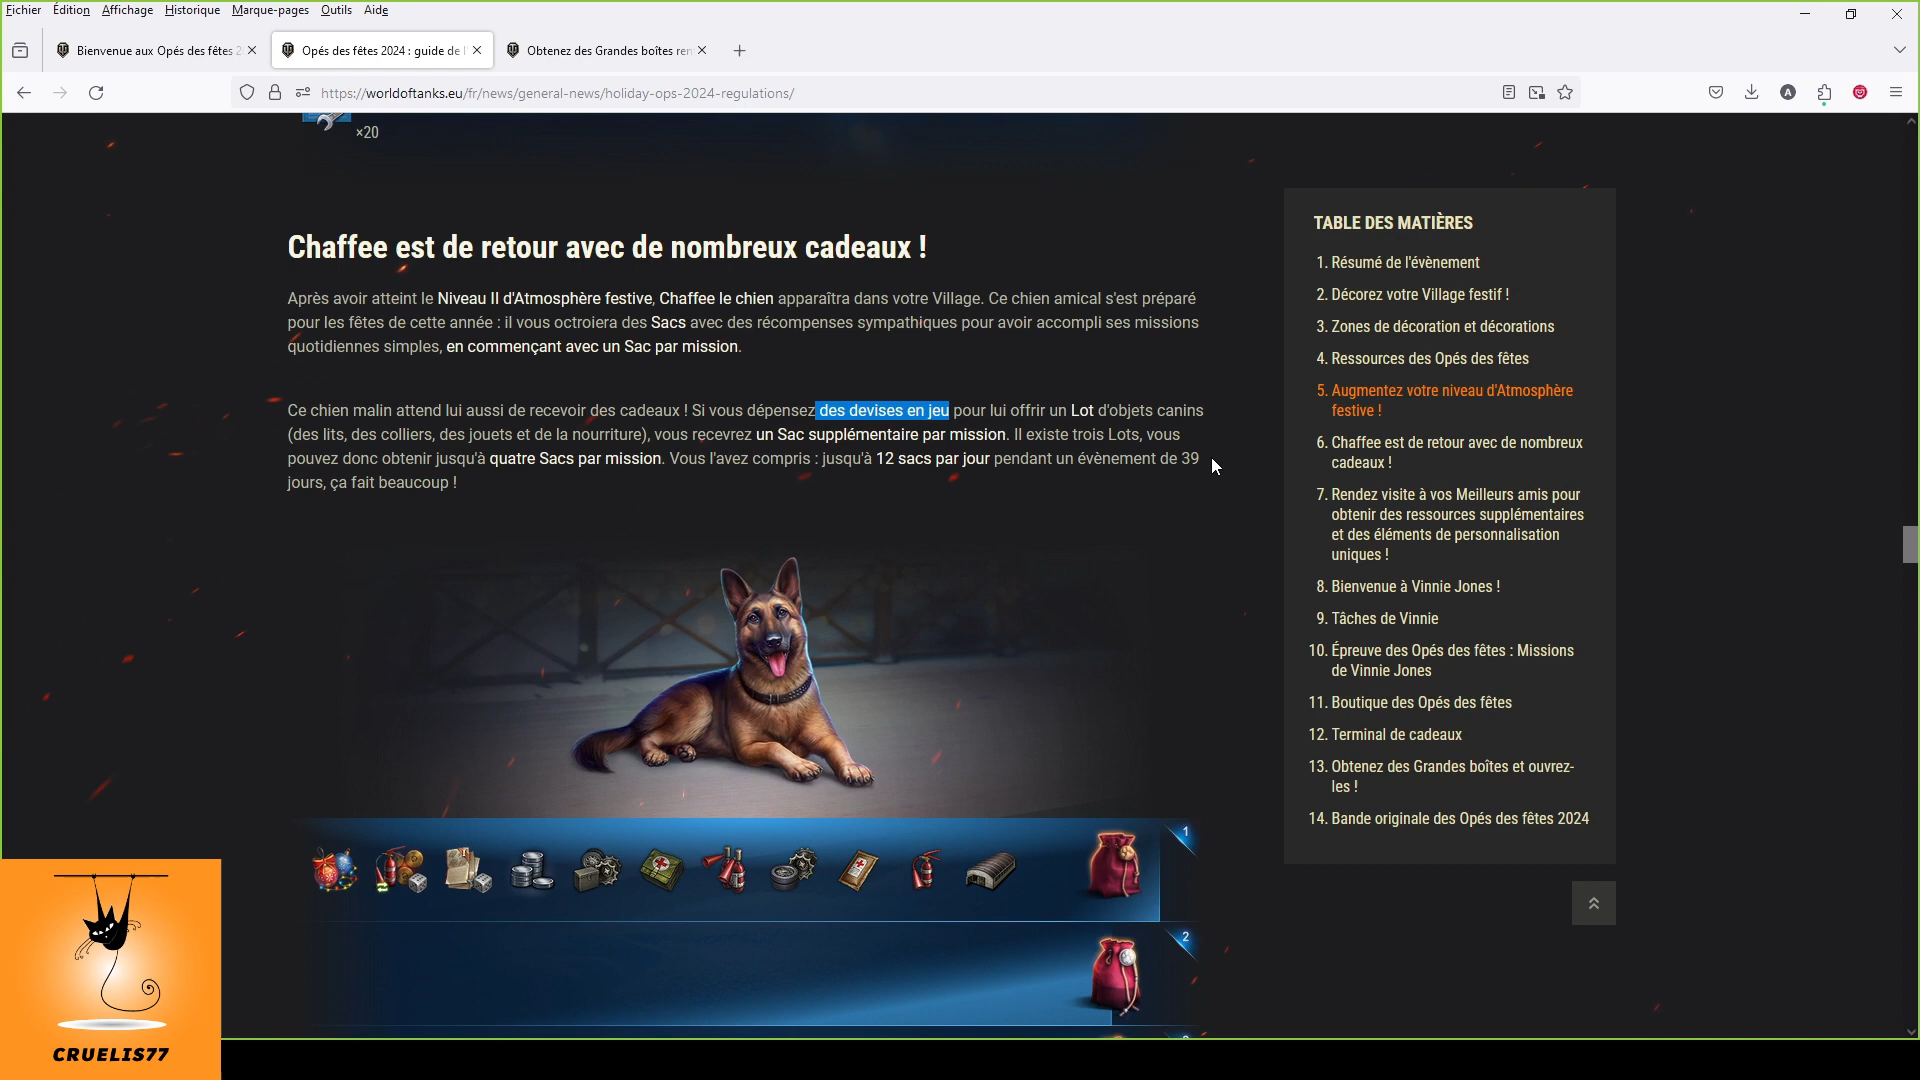 Fichier Édition Affichage Historique Marque-pages Outils Aide
Bienvenue aux Opés des fêtes 2
Opés des fêtes 2024 : guide de l'
Obtenez des Grandes boîtes ren
https://worldoftanks.eu/fr/news/general-news/holiday-ops-2024-regulations/
×20
Chaffee est de retour avec de nombreux cadeaux !
Après avoir atteint le Niveau II d'Atmosphère festive, Chaffee le chien apparaîtra dans votre Village. Ce chien amical s'est préparé
pour les fêtes de cette année : il vous octroiera des Sacs avec des récompenses sympathiques pour avoir accompli ses missions
quotidiennes simples, en commençant avec un Sac par mission.
Ce chien malin attend lui aussi de recevoir des cadeaux ! Si vous dépensez des devises en jeu pour lui offrir un Lot d'objets canins
(des lits, des colliers, des jouets et de la nourriture), vous recevrez un Sac supplémentaire par mission. Il existe trois Lots, vous
pouvez donc obtenir jusqu'à quatre Sacs par mission. Vous l'avez compris : jusqu'à 12 sacs par jour pendant un évènement de 39
jours, ça fait beaucoup !
1
2
TABLE DES MATIÈRES
1. Résumé de l'évènement
2. Décorez votre Village festif !
3. Zones de décoration et décorations
4. Ressources des Opés des fêtes
5. Augmentez votre niveau d'Atmosphère
festive !
6. Chaffee est de retour avec de nombreux
cadeaux !
7. Rendez visite à vos Meilleurs amis pour
obtenir des ressources supplémentaires
et des éléments de personnalisation
uniques !
8. Bienvenue à Vinnie Jones !
9. Tâches de Vinnie
10. Épreuve des Opés des fêtes : Missions
de Vinnie Jones
11. Boutique des Opés des fêtes
12. Terminal de cadeaux
13. Obtenez des Grandes boîtes et ouvrez-
les !
14. Bande originale des Opés des fêtes 2024
CRUELIS77